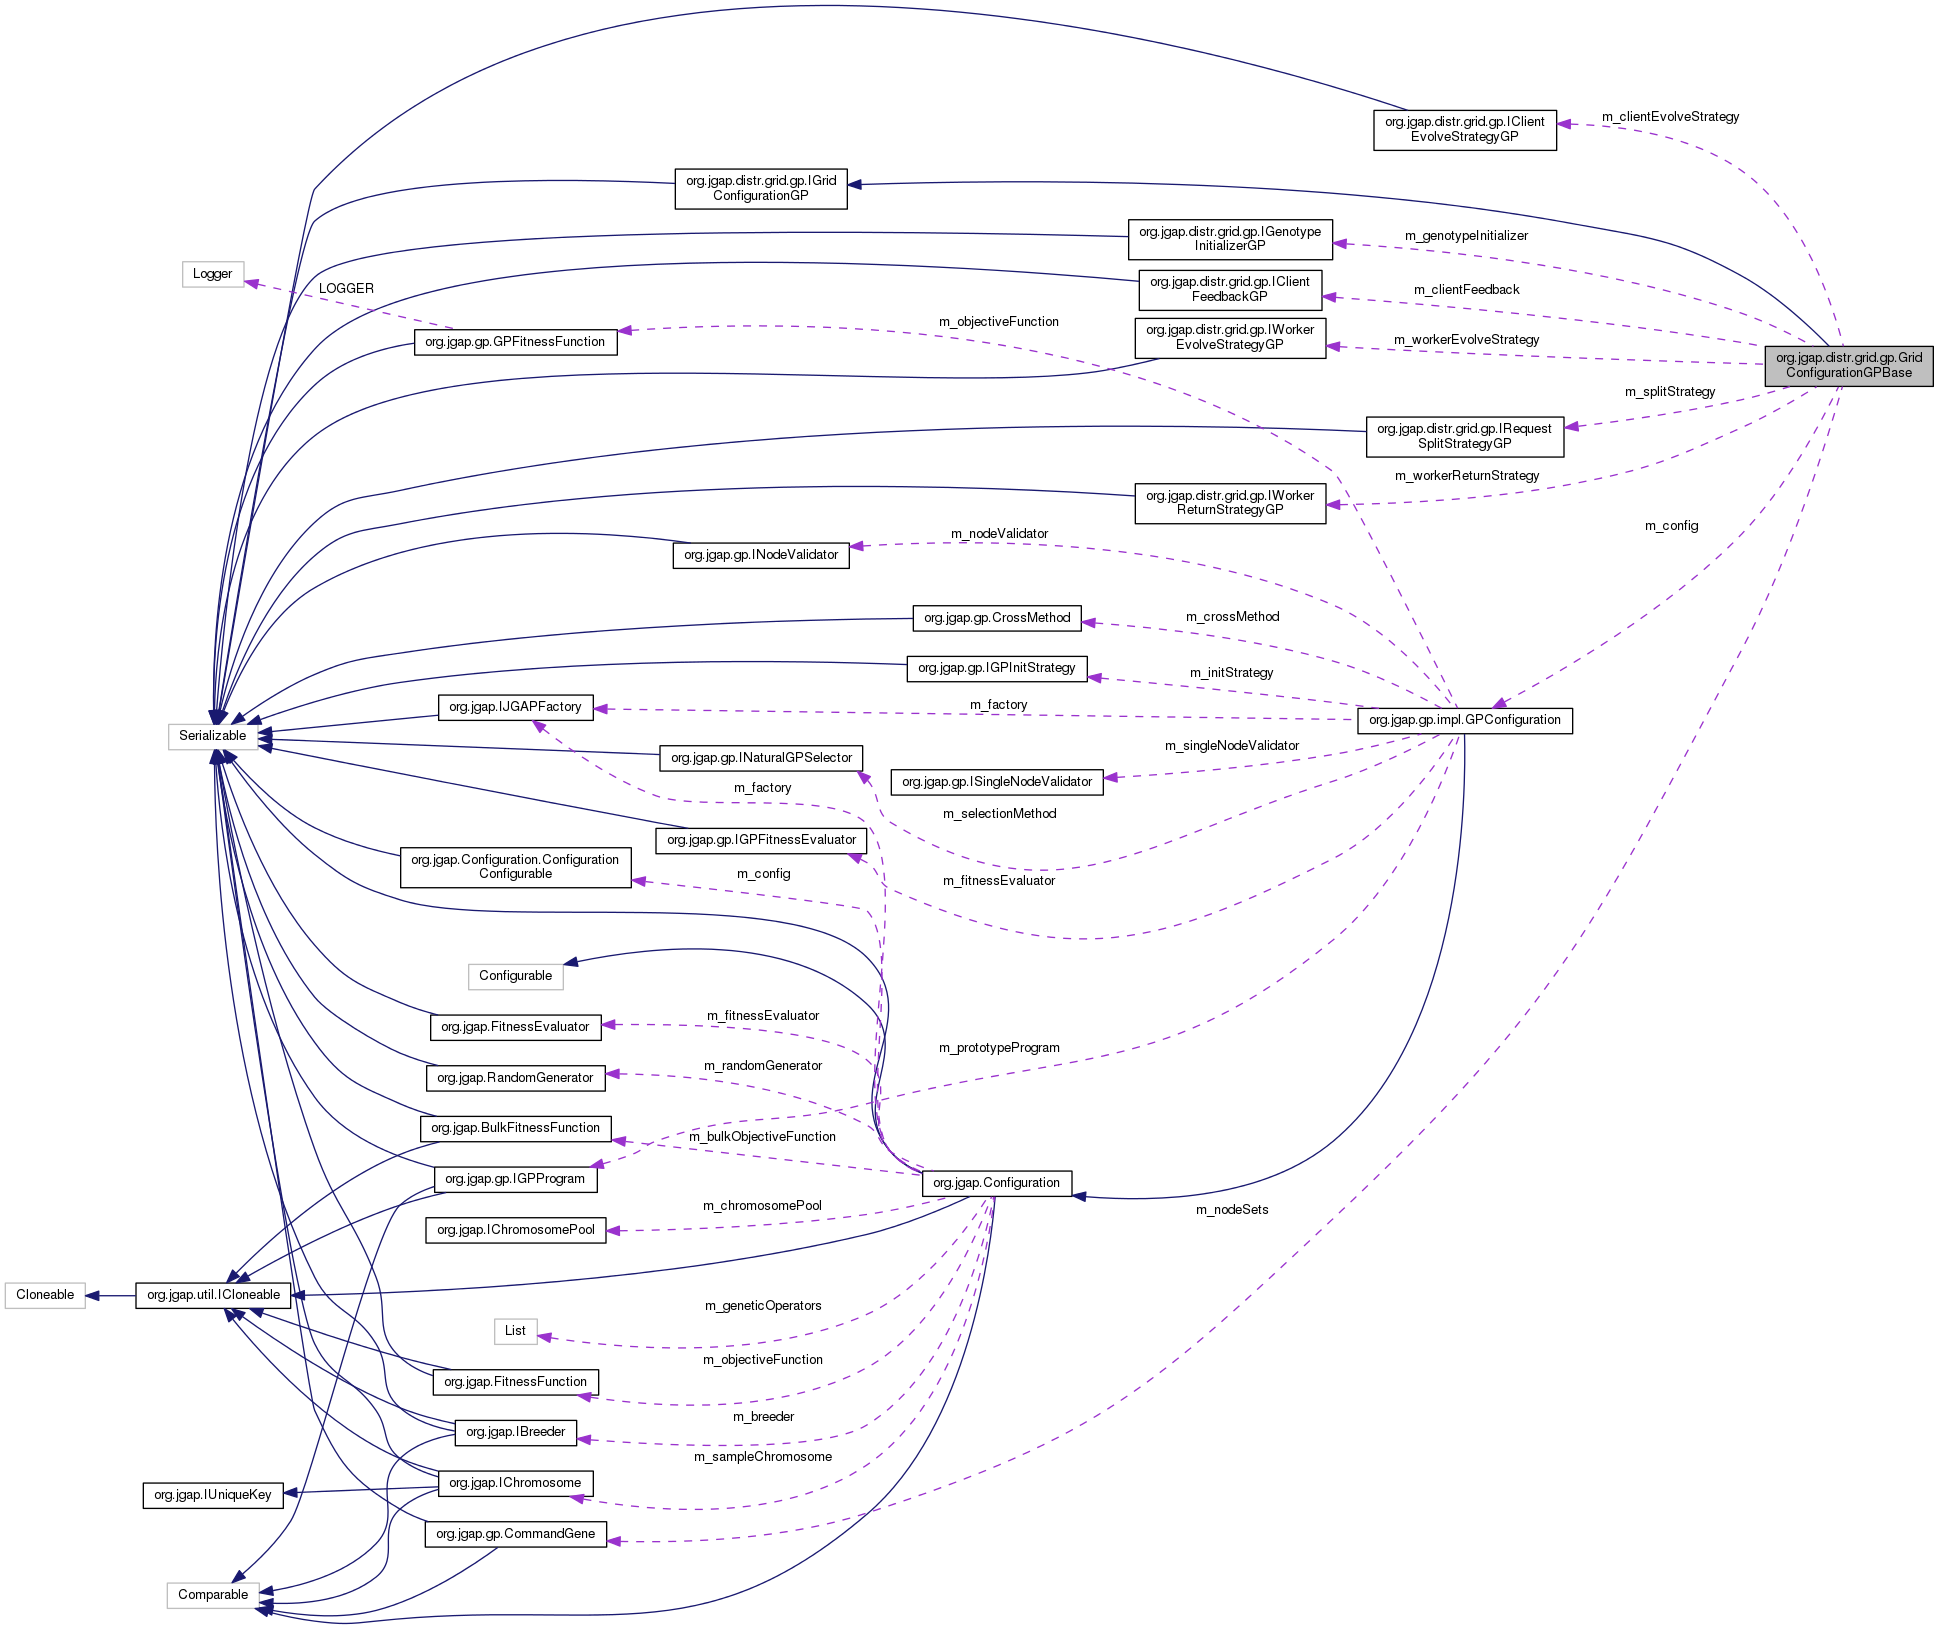 org.jgap.distr.grid.gp.IClient
EvolveStrategyGP
m_clientEvolveStrategy
org.jgap.distr.grid.gp.IGrid
ConfigurationGP
org.jgap.distr.grid.gp.IGenotype
InitializerGP
m_genotypeInitializer
Logger
LOGGER
org.jgap.distr.grid.gp.IClient
FeedbackGP
m_clientFeedback
org.jgap.gp.GPFitnessFunction
m_objectiveFunction
org.jgap.distr.grid.gp.IWorker
EvolveStrategyGP
m_workerEvolveStrategy
org.jgap.distr.grid.gp.Grid
ConfigurationGPBase
m_splitStrategy
org.jgap.distr.grid.gp.IRequest
SplitStrategyGP
m_workerReturnStrategy
org.jgap.distr.grid.gp.IWorker
ReturnStrategyGP
m_config
m_nodeValidator
org.jgap.gp.INodeValidator
org.jgap.gp.CrossMethod
m_crossMethod
org.jgap.gp.IGPInitStrategy
m_initStrategy
org.jgap.IJGAPFactory
m_factory
org.jgap.gp.impl.GPConfiguration
Serializable
org.jgap.gp.INaturalGPSelector
m_singleNodeValidator
org.jgap.gp.ISingleNodeValidator
m_factory
m_selectionMethod
org.jgap.gp.IGPFitnessEvaluator
org.jgap.Configuration.Configuration
Configurable
m_config
m_fitnessEvaluator
Configurable
org.jgap.FitnessEvaluator
m_fitnessEvaluator
m_prototypeProgram
org.jgap.RandomGenerator
m_randomGenerator
org.jgap.BulkFitnessFunction
m_bulkObjectiveFunction
org.jgap.gp.IGPProgram
org.jgap.Configuration
m_chromosomePool
org.jgap.IChromosomePool
m_nodeSets
Cloneable
org.jgap.util.ICloneable
m_geneticOperators
List
m_objectiveFunction
org.jgap.FitnessFunction
m_breeder
org.jgap.IBreeder
m_sampleChromosome
org.jgap.IChromosome
org.jgap.IUniqueKey
org.jgap.gp.CommandGene
Comparable